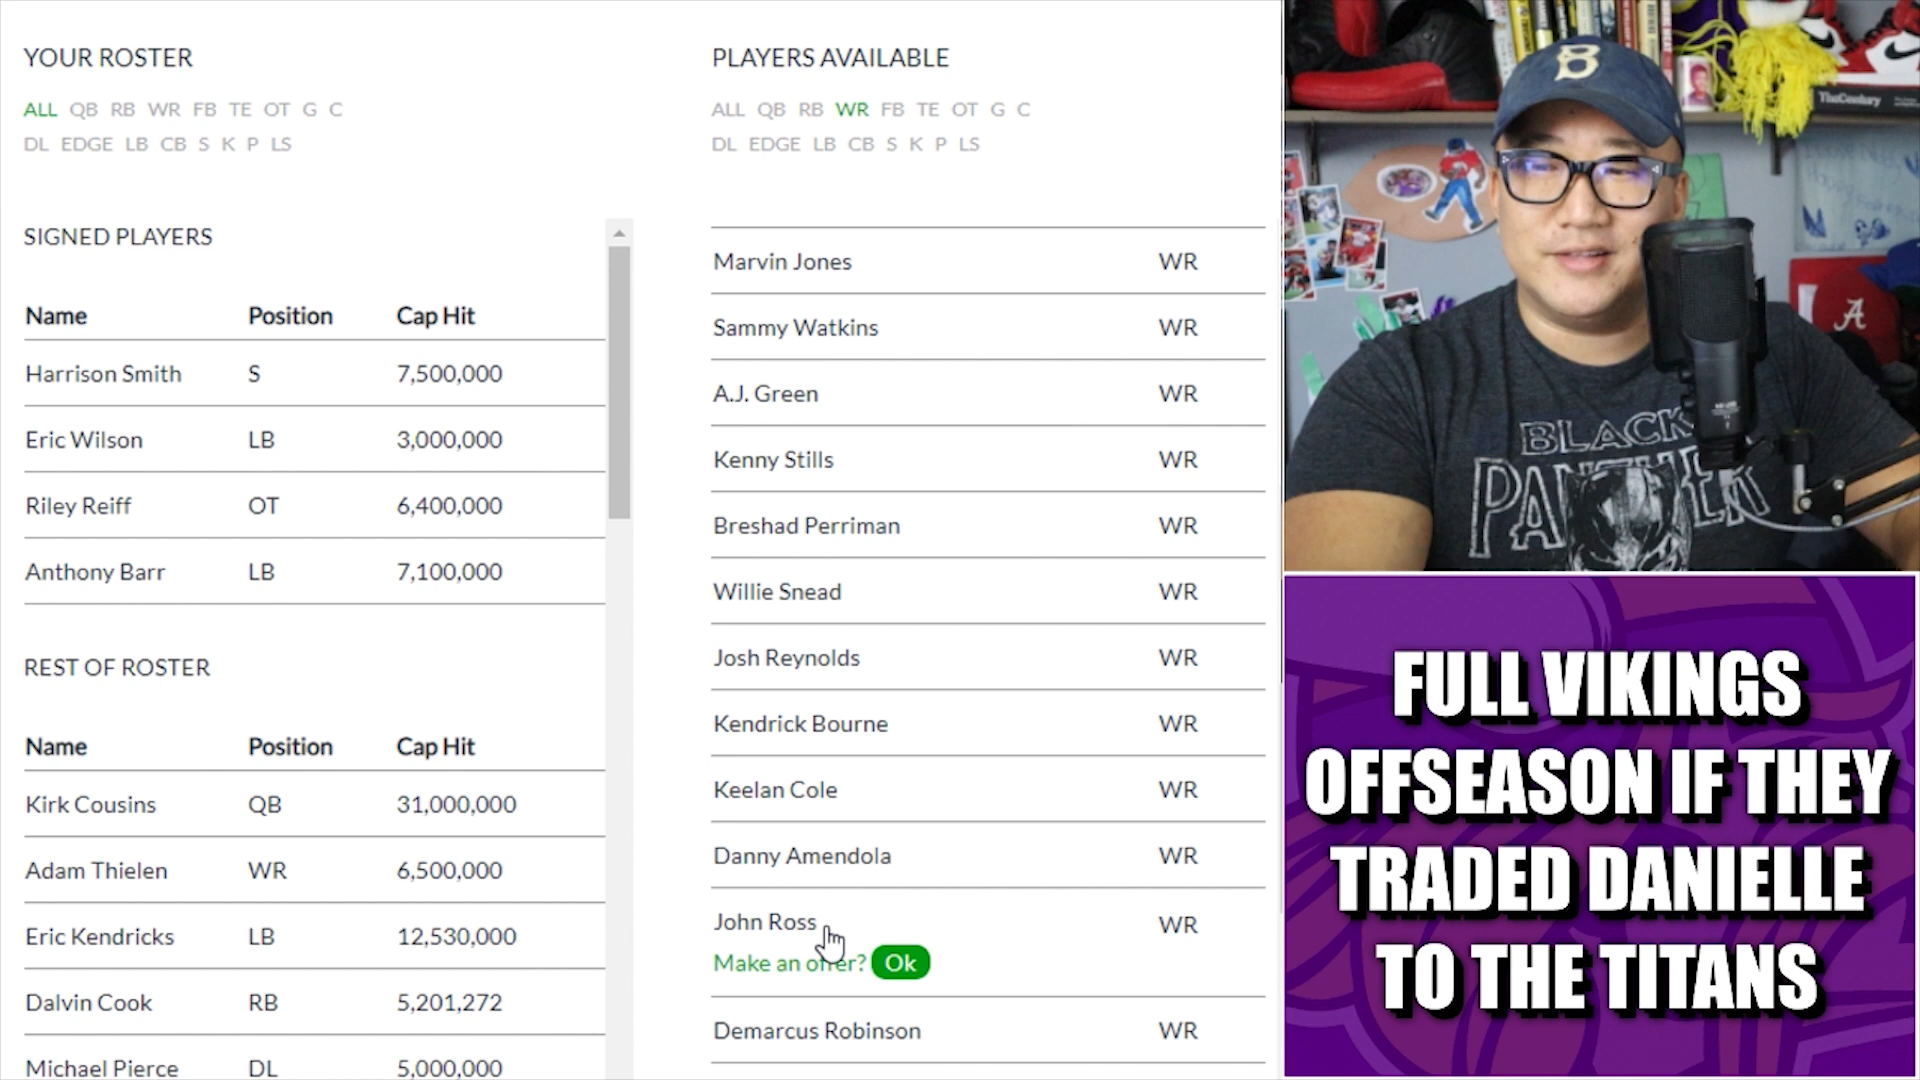 YOUR ROSTER
ALL QB RB WR FB TE OT G C
DL EDGE LB CB S K P LS
SIGNED PLAYERS
Name Position Cap Hit
Harrison Smith S 7,500,000
Eric Wilson LB 3,000,000
Riley Reiff OT 6,400,000
Anthony Barr LB 7,100,000
REST OF ROSTER
Name Position Cap Hit
Kirk Cousins QB 31,000,000
Adam Thielen WR 6,500,000
Eric Kendricks LB 12,530,000
Dalvin Cook RB 5,201,272
Michael Pierce DL 5,000,000
PLAYERS AVAILABLE
ALL QB RB WR FB TE OT G C
DL EDGE LB CB S K P LS
Marvin Jones WR
Sammy Watkins WR
A.J. Green WR
Kenny Stills WR
Breshad Perriman WR
Willie Snead WR
Josh Reynolds WR
Kendrick Bourne WR
Keelan Cole WR
Danny Amendola WR
John Ross WR
Make an offer? Ok
Demarcus Robinson WR
B
TheCentury
A
BLACK
PANTHER
FULL VIKINGS
OFFSEASON IF THEY
TRADED DANIELLE
TO THE TITANS